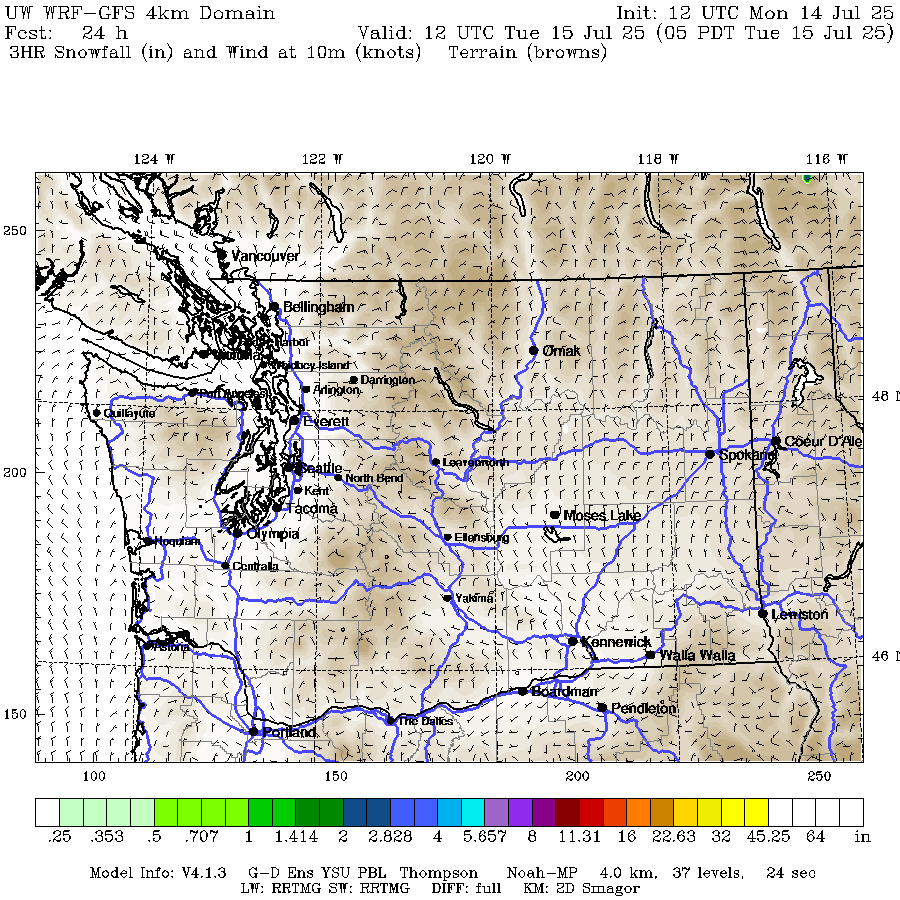 UW WRF-GFS 4km Domain Init: 12 UTC Mon 14 Jul 25
Fcst: 24 h Valid: 12 UTC Tue 15 Jul 25 (05 PDT Tue 15 Jul 25)
3HR Snowfall (in) and Wind at 10m (knots) Terrain (browns)
124 W 122 W 120 W 118 W 116 W
250
Vancouver
Bellingham
Harbor
Omak
Whidbey Island
Darrington
Arlington
Port Angeles
48 N
Quillayute
Everett
Coeur D'Alene
Spokane
Leavenworth
200
Seattle
North Bend
Kent
Tacoma
Moses Lake
Olympia
Ellensburg
Hoquiam
Centralia
Yakima
Lewiston
Kennewick
Astoria
Walla Walla
46 N
Boardman
Pendleton
150
The Dalles
Portland
100 150 200 250
.25 .353 .5 .707 1 1.414 2 2.828 4 5.657 8 11.31 16 22.63 32 45.25 64 in
Model Info: V4.1.3 G-D Ens YSU PBL Thompson Noah-MP 4.0 km, 37 levels, 24 sec
LW: RRTMG SW: RRTMG DIFF: full KM: 2D Smagor